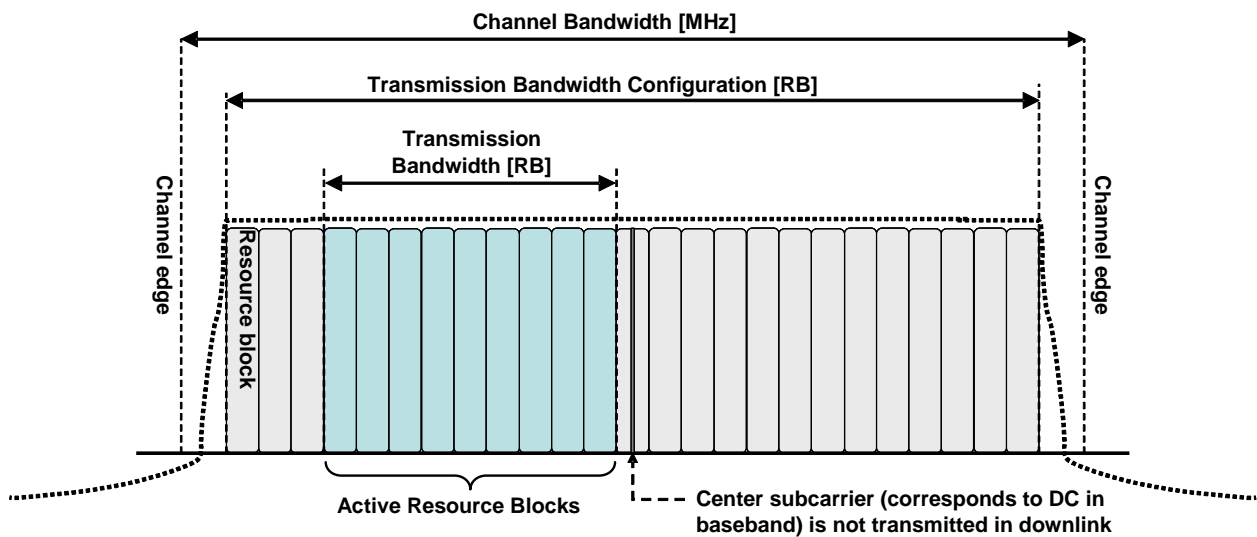 Channel Bandwidth [MHz]
Transmission Bandwidth Configuration [RB]
Transmission
Bandwidth [RB]
Channel edge
Channel edge
Resource block
Active Resource Blocks
Center subcarrier (corresponds to DC in
baseband) is not transmitted in downlink